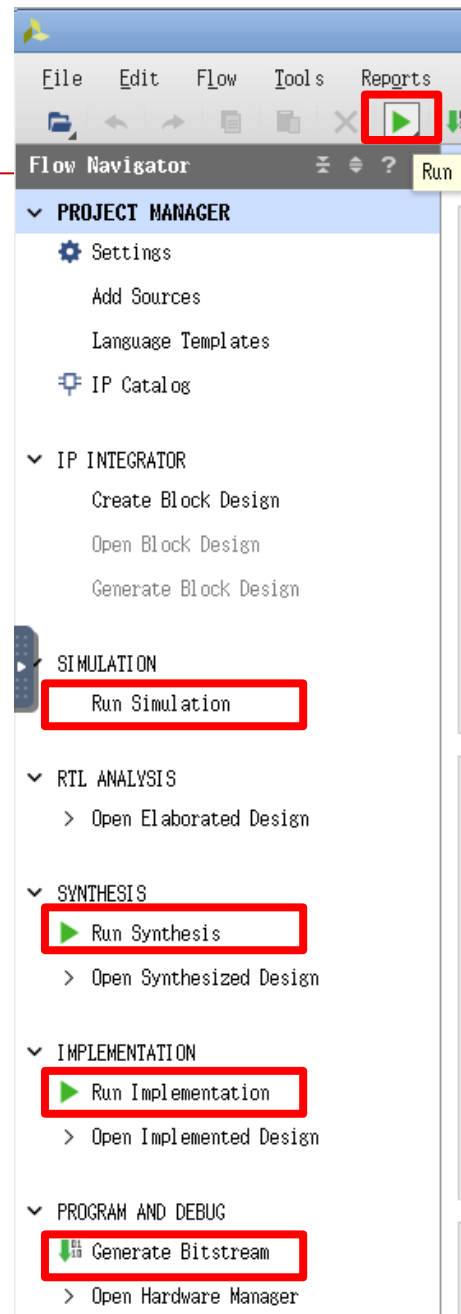 File Edit Flow Tools Reports
Flow Navigator ?
Run
PROJECT MANAGER
Settings
Add Sources
Language Templates
IP Catalog
IP INTEGRATOR
Create Block Design
Open Block Design
Generate Block Design
SIMULATION
Run Simulation
RTL ANALYSIS
Open Elaborated Design
SYNTHESIS
Run Synthesis
Open Synthesized Design
IMPLEMENTATION
Run Implementation
Open Implemented Design
PROGRAM AND DEBUG
Generate Bitstream
Open Hardware Manager